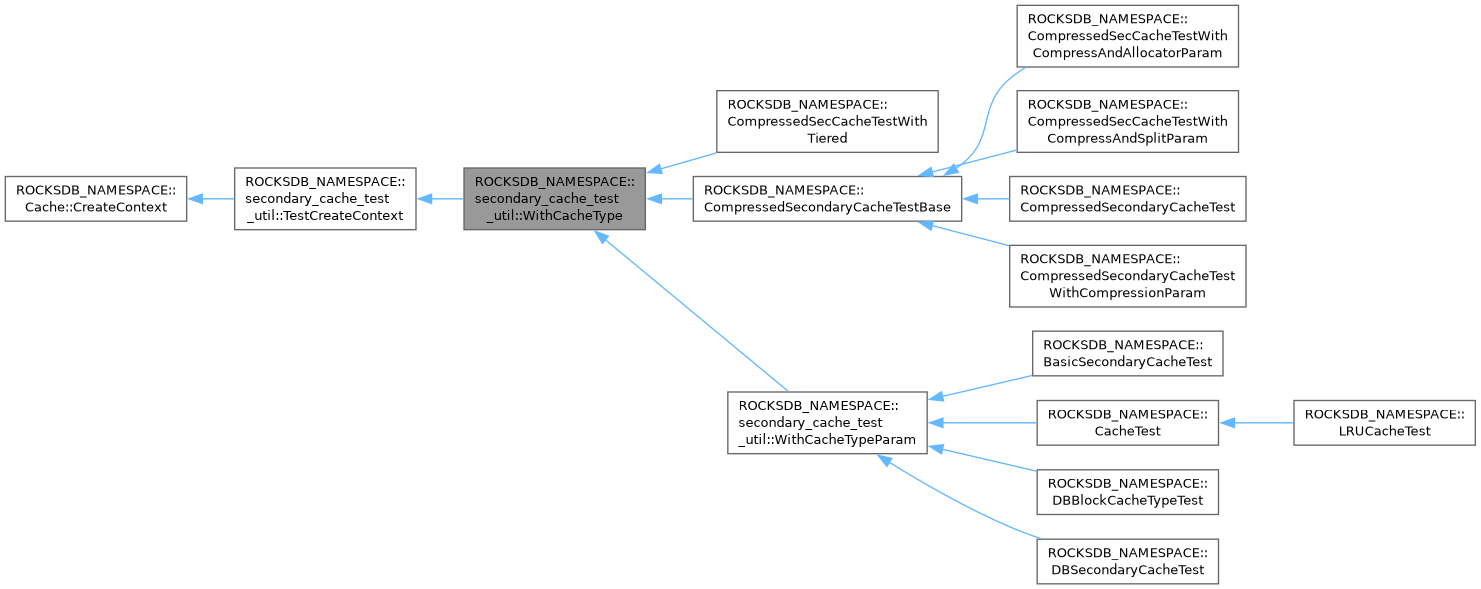 ROCKSDB_NAMESPACE::
Cache::CreateContext
ROCKSDB_NAMESPACE::
secondary_cache_test
_util::TestCreateContext
ROCKSDB_NAMESPACE::
secondary_cache_test
_util::WithCacheType
ROCKSDB_NAMESPACE::
CompressedSecCacheTestWith
Tiered
ROCKSDB_NAMESPACE::
CompressedSecondaryCacheTestBase
ROCKSDB_NAMESPACE::
CompressedSecCacheTestWith
CompressAndAllocatorParam
ROCKSDB_NAMESPACE::
CompressedSecCacheTestWith
CompressAndSplitParam
ROCKSDB_NAMESPACE::
CompressedSecondaryCacheTest
ROCKSDB_NAMESPACE::
CompressedSecondaryCacheTest
WithCompressionParam
ROCKSDB_NAMESPACE::
secondary_cache_test
_util::WithCacheTypeParam
ROCKSDB_NAMESPACE::
BasicSecondaryCacheTest
ROCKSDB_NAMESPACE::
CacheTest
ROCKSDB_NAMESPACE::
LRUCacheTest
ROCKSDB_NAMESPACE::
DBBlockCacheTypeTest
ROCKSDB_NAMESPACE::
DBSecondaryCacheTest